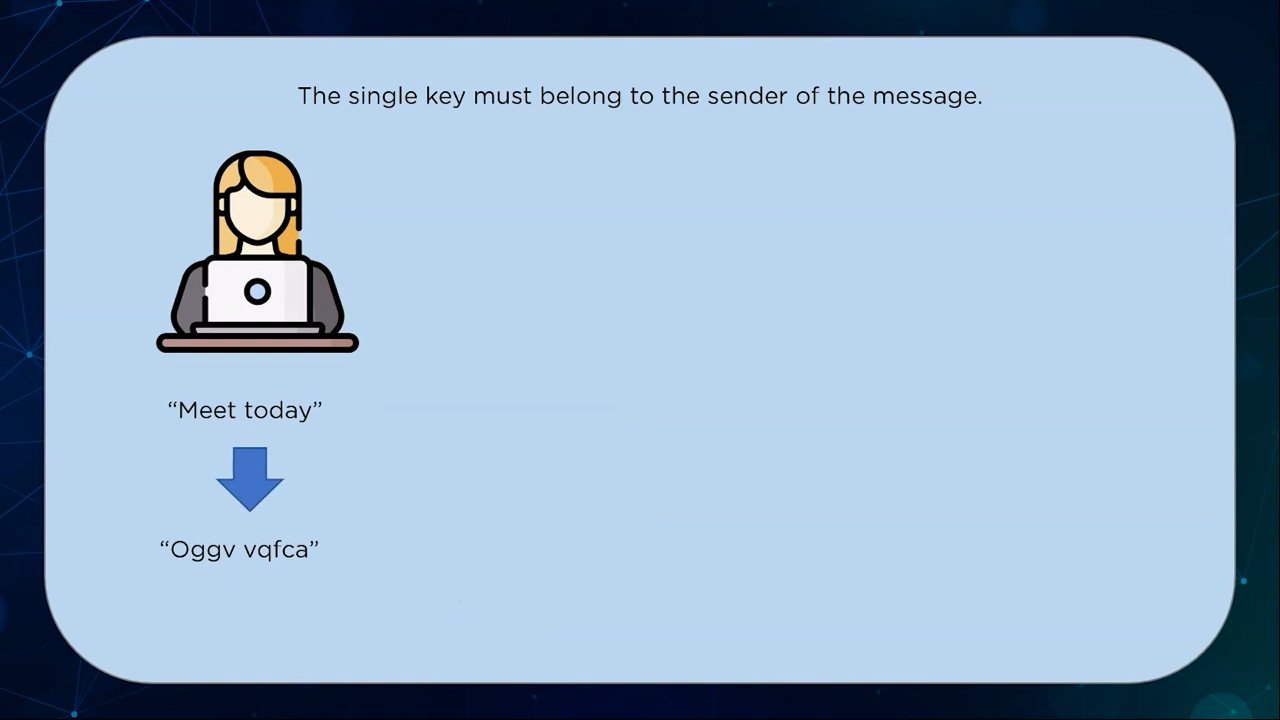 The single key must belong to the sender of the message.
“Meet today”
“Oggv vqfca”